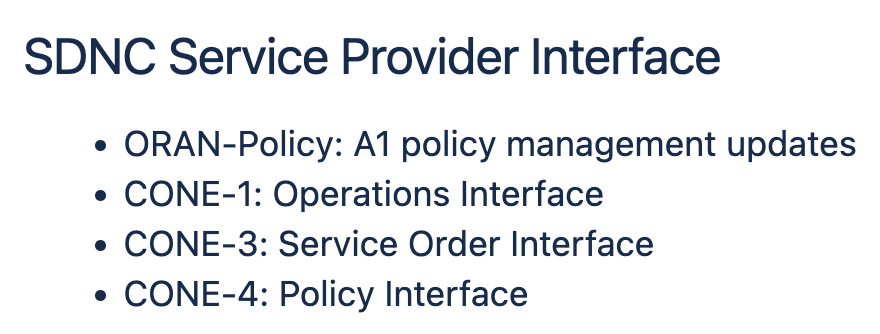 SDNC Service Provider Interface
• ORAN-Policy: A1 policy management updates
• CONE-1: Operations Interface
• CONE-3: Service Order Interface
• CONE-4: Policy Interface